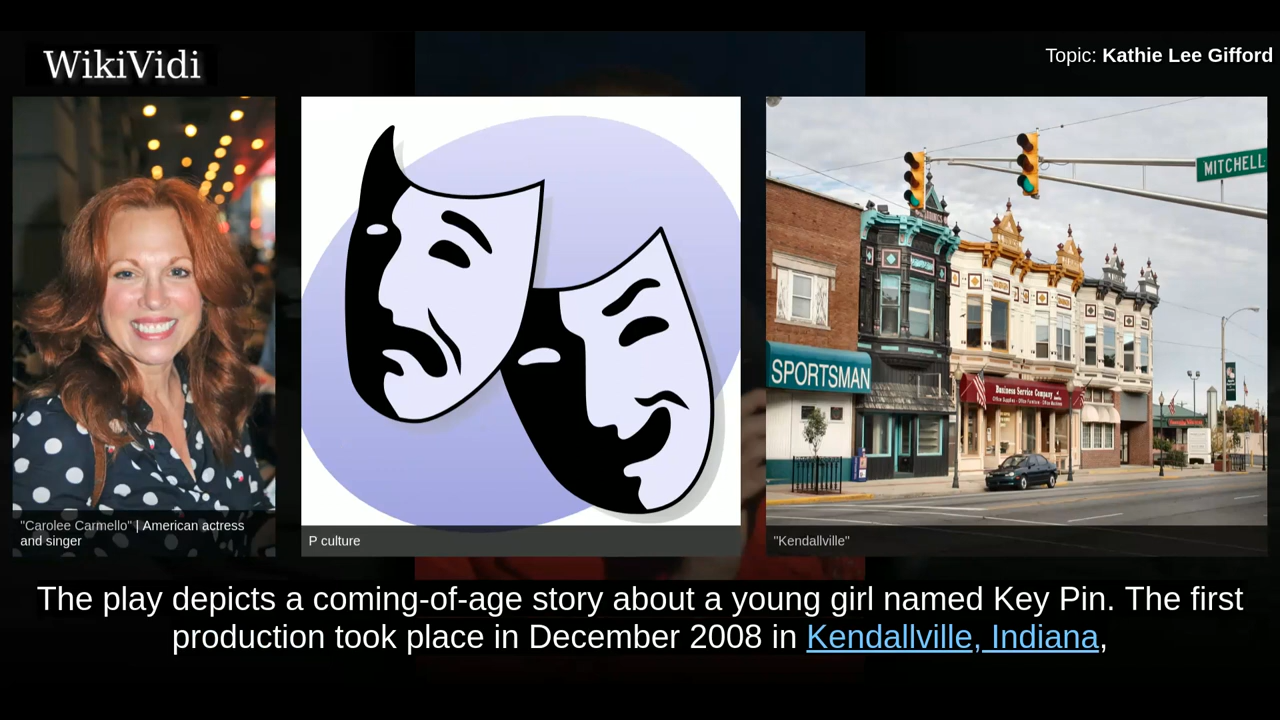 WikiVidi
Topic: Kathie Lee Gifford
MITCHELL
SPORTSMAN
Business Service Company
"Carolee Carmello" | American actress
and singer
P culture
"Kendallville"
The play depicts a coming-of-age story about a young girl named Key Pin. The first
production took place in December 2008 in Kendallville, Indiana,